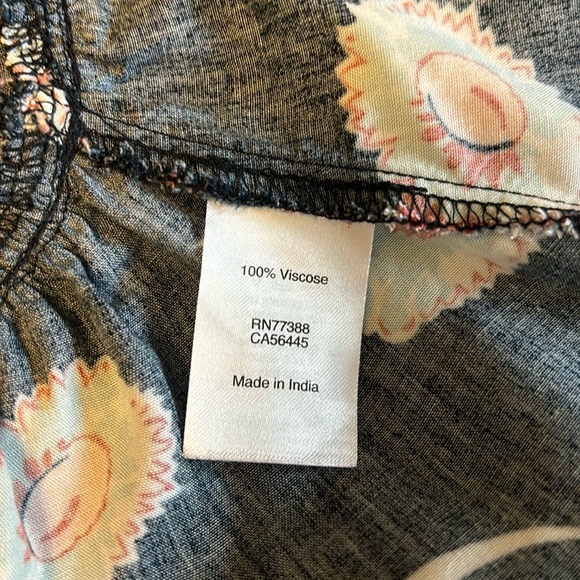 100% Viscose
RN77388
CA56445
Made in India